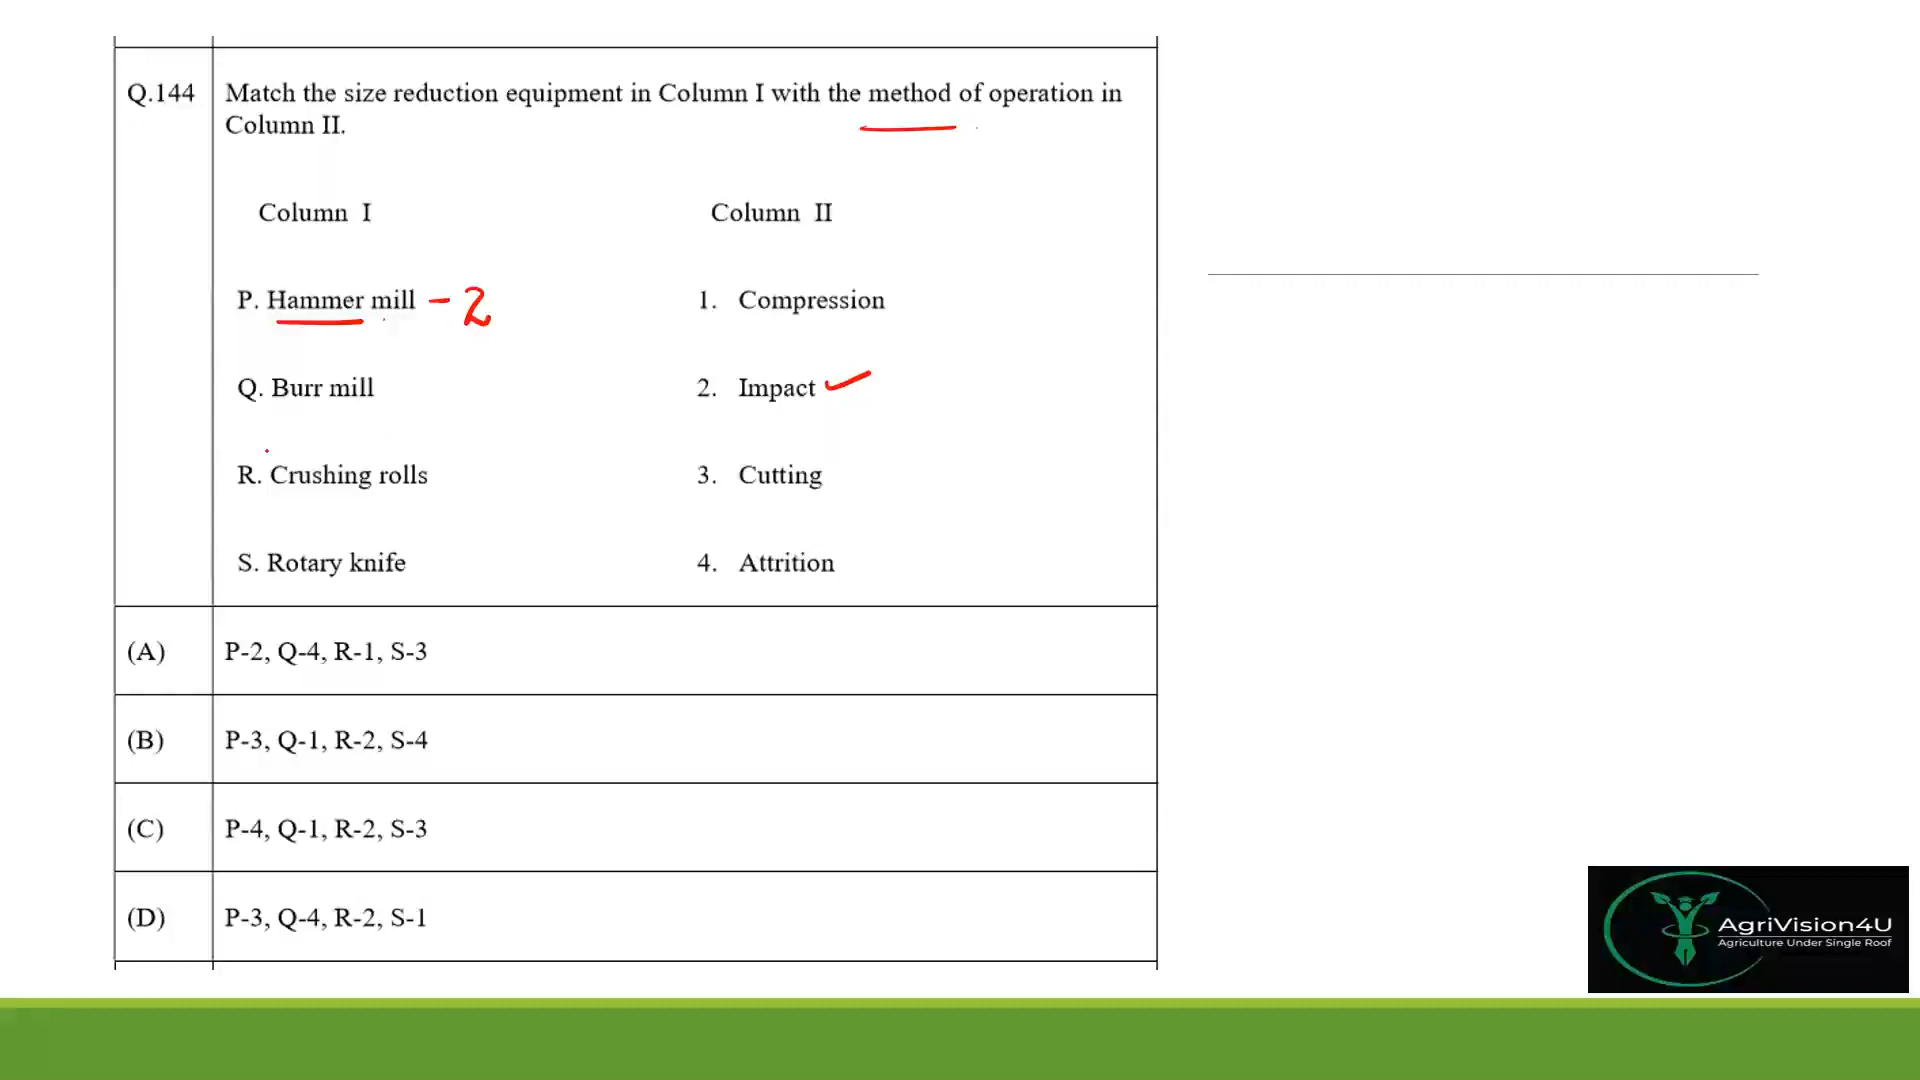 Q.144 Match the size reduction equipment in Column I with the method of operation in
Column II.
Column I Column II
P. Hammer mill - 2 1. Compression
Q. Burr mill 2. Impact
R. Crushing rolls 3. Cutting
S. Rotary knife 4. Attrition
(A) P-2, Q-4, R-1, S-3
(B) P-3, Q-1, R-2, S-4
(C) P-4, Q-1, R-2, S-3
(D) P-3, Q-4, R-2, S-1
AgriVision4U
Agriculture Under Single Roof